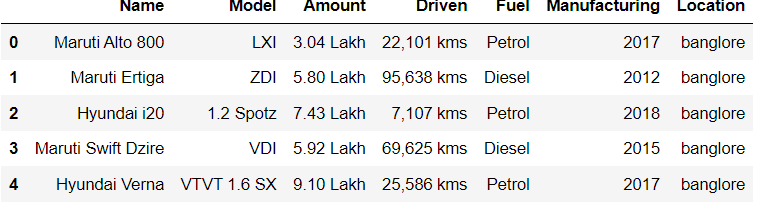 Name Model Amount Driven Fuel Manufacturing Location
0 Maruti Alto 800 LXI 3.04 Lakh 22,101 kms Petrol 2017 banglore
1 Maruti Ertiga ZDI 5.80 Lakh 95,638 kms Diesel 2012 banglore
2 Hyundai i20 1.2 Spotz 7.43 Lakh 7,107 kms Petrol 2018 banglore
3 Maruti Swift Dzire VDI 5.92 Lakh 69,625 kms Diesel 2015 banglore
4 Hyundai Verna VTVT 1.6 SX 9.10 Lakh 25,586 kms Petrol 2017 banglore